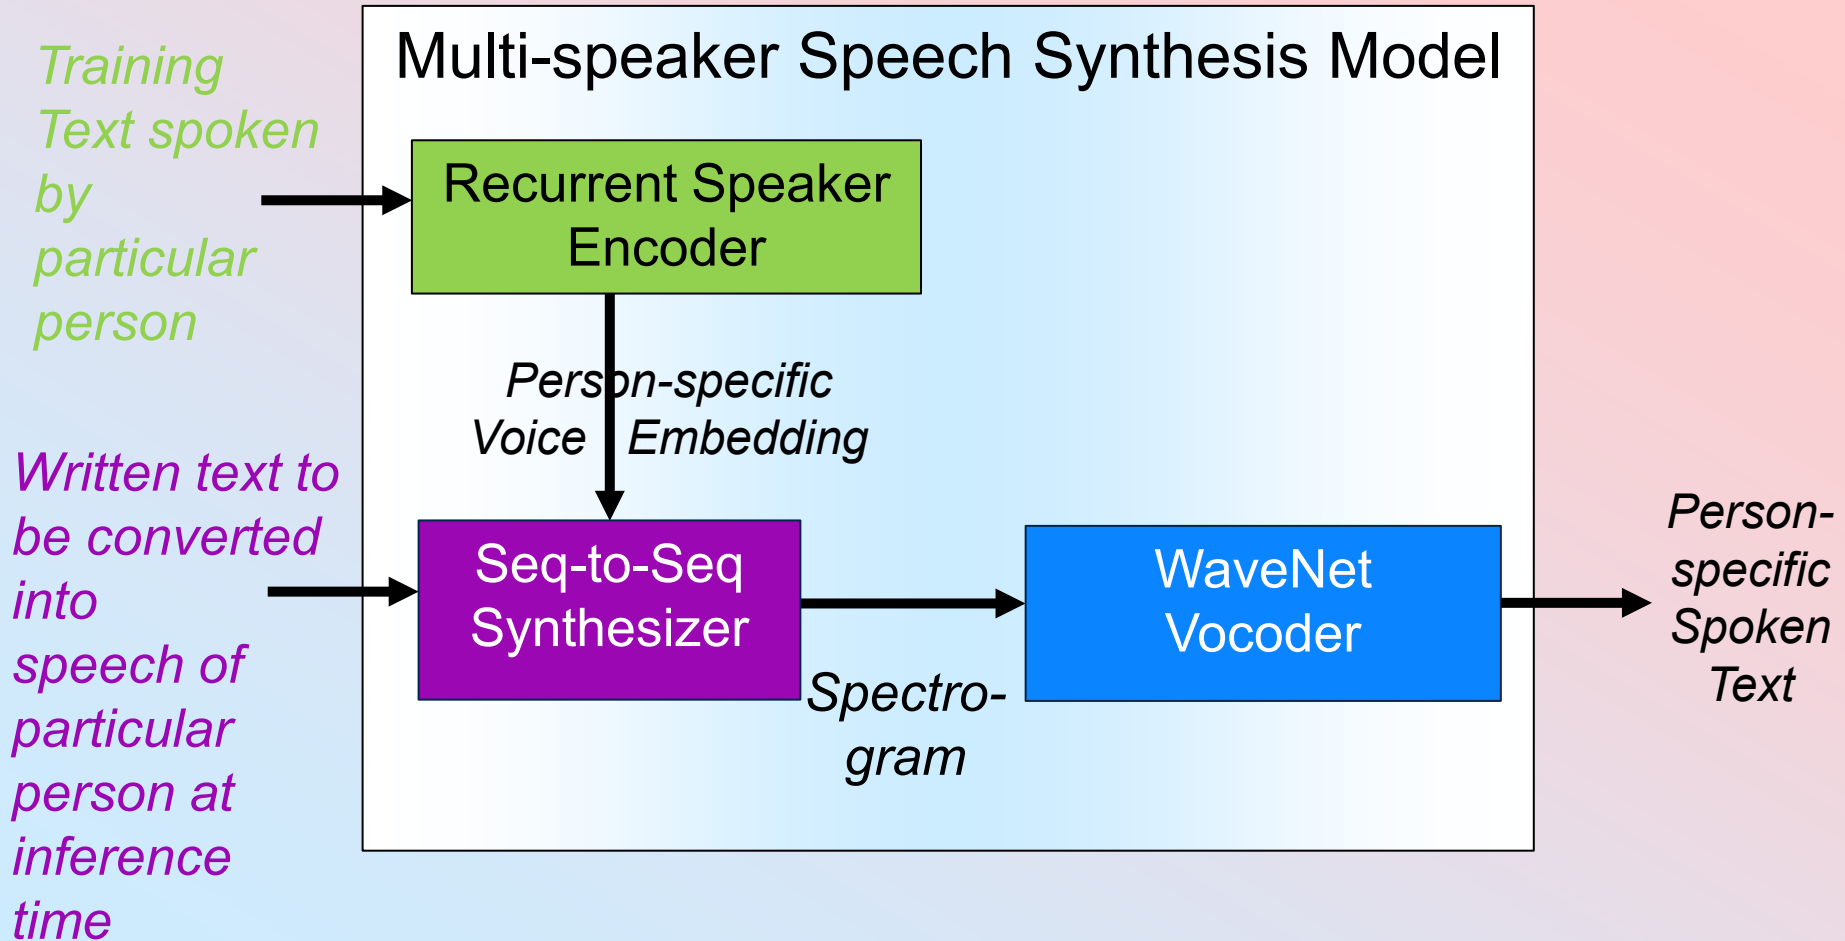 Multi-speaker Speech Synthesis Model
Training
Text spoken
by
particular
person
Recurrent Speaker
Encoder
Person-specific
Voice Embedding
Written text to
be converted
into
speech of
particular
person at
inference
time
Seq-to-Seq
Synthesizer
Spectro-
gram
WaveNet
Vocoder
Person-
specific
Spoken
Text